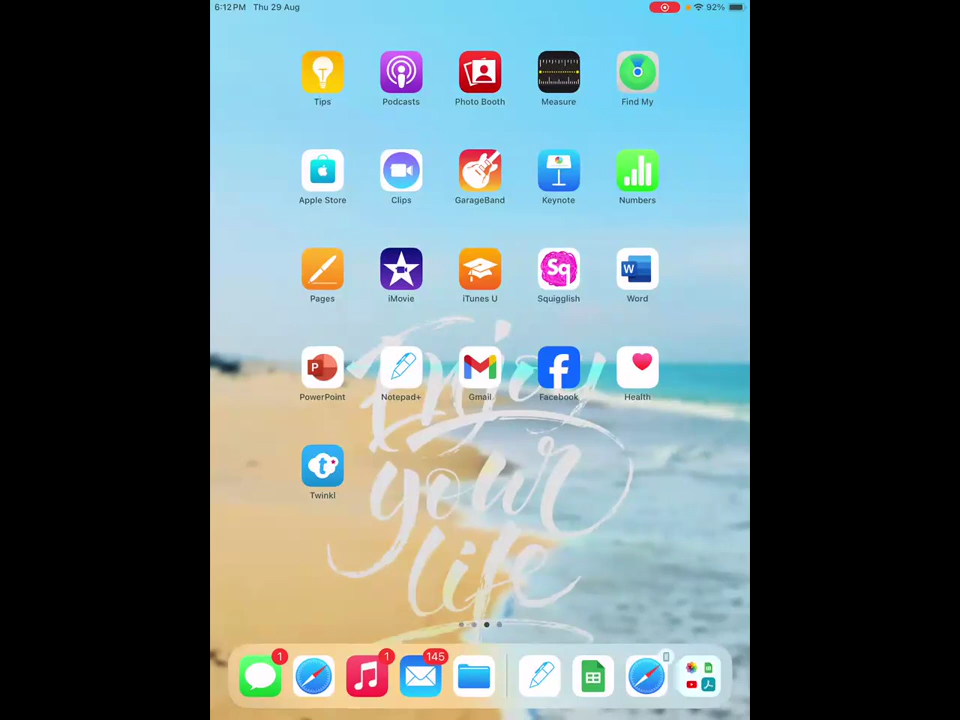 6:12 PM Thu 29 Aug 92%
Tips Podcasts Photo Booth Measure Find My
Apple Store Clips GarageBand Keynote Numbers
Sq W
Pages iMovie iTunes U Squigglish Word
P f
PowerPoint Notepad+ Gmail Facebook Health
Enjoy
t
Twinkl
your
life
1 1 145